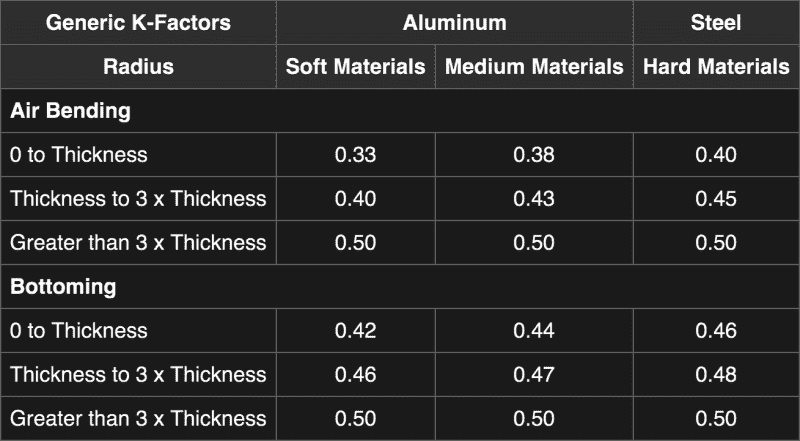 Generic K-Factors Aluminum Steel
Radius Soft Materials Medium Materials Hard Materials
Air Bending
0 to Thickness 0.33 0.38 0.40
Thickness to 3 x Thickness 0.40 0.43 0.45
Greater than 3 x Thickness 0.50 0.50 0.50
Bottoming
0 to Thickness 0.42 0.44 0.46
Thickness to 3 x Thickness 0.46 0.47 0.48
Greater than 3 x Thickness 0.50 0.50 0.50